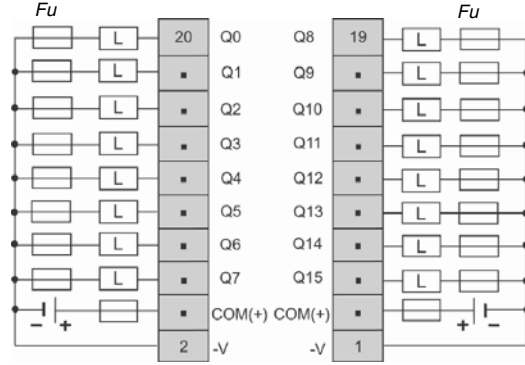 Fu Fu
L 20 Q0 Q8 19 L
L Q1 Q9 L
L Q2 Q10 L
L Q3 Q11 L
L Q4 Q12 L
L Q5 Q13 L
L Q6 Q14 L
L Q7 Q15 L
- + COM(+) COM(+) + -
2 -V -V 1